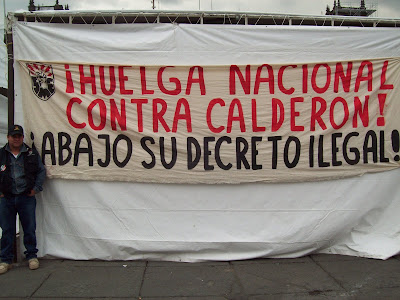 ¡HUELGA NACIONAL
CONTRA CALDERON!
¡ABAJO SU DECRETO ILEGAL!